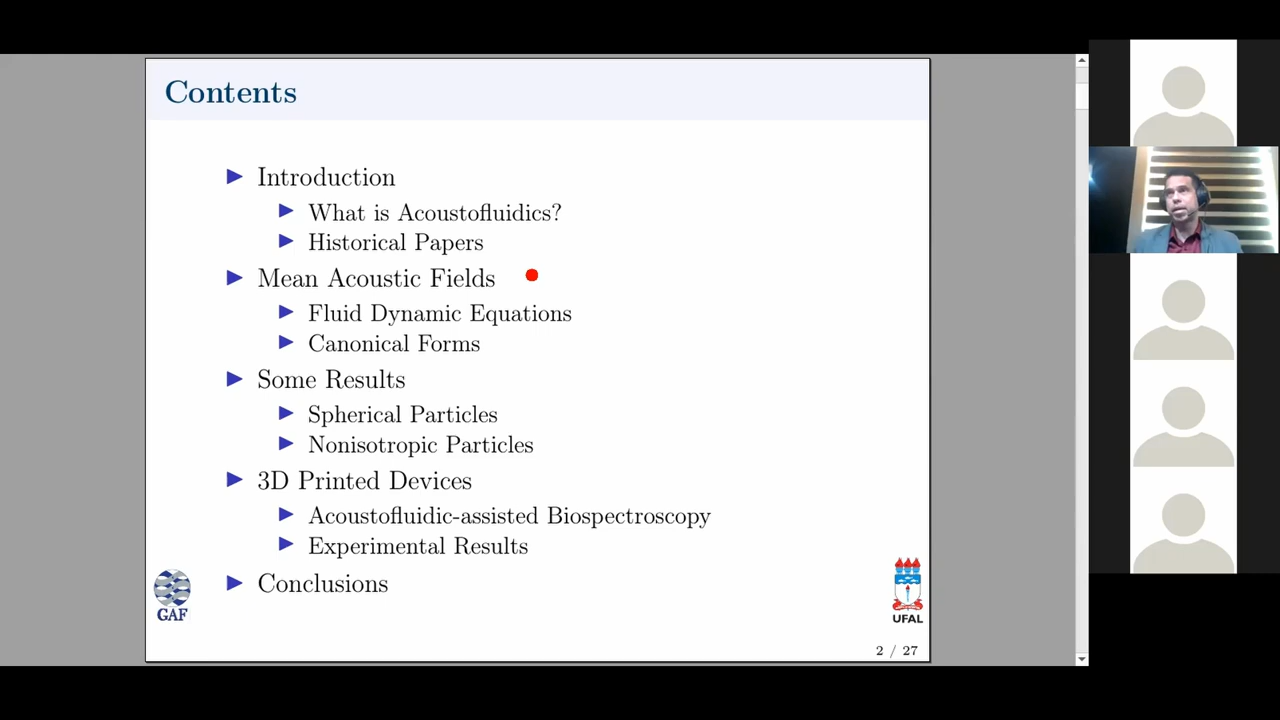 Contents
Introduction
What is Acoustofluidics?
Historical Papers
Mean Acoustic Fields
Fluid Dynamic Equations
Canonical Forms
Some Results
Spherical Particles
Nonisotropic Particles
3D Printed Devices
Acoustofluidic-assisted Biospectroscopy
Experimental Results
Conclusions
GAF
UFAL
2 / 27